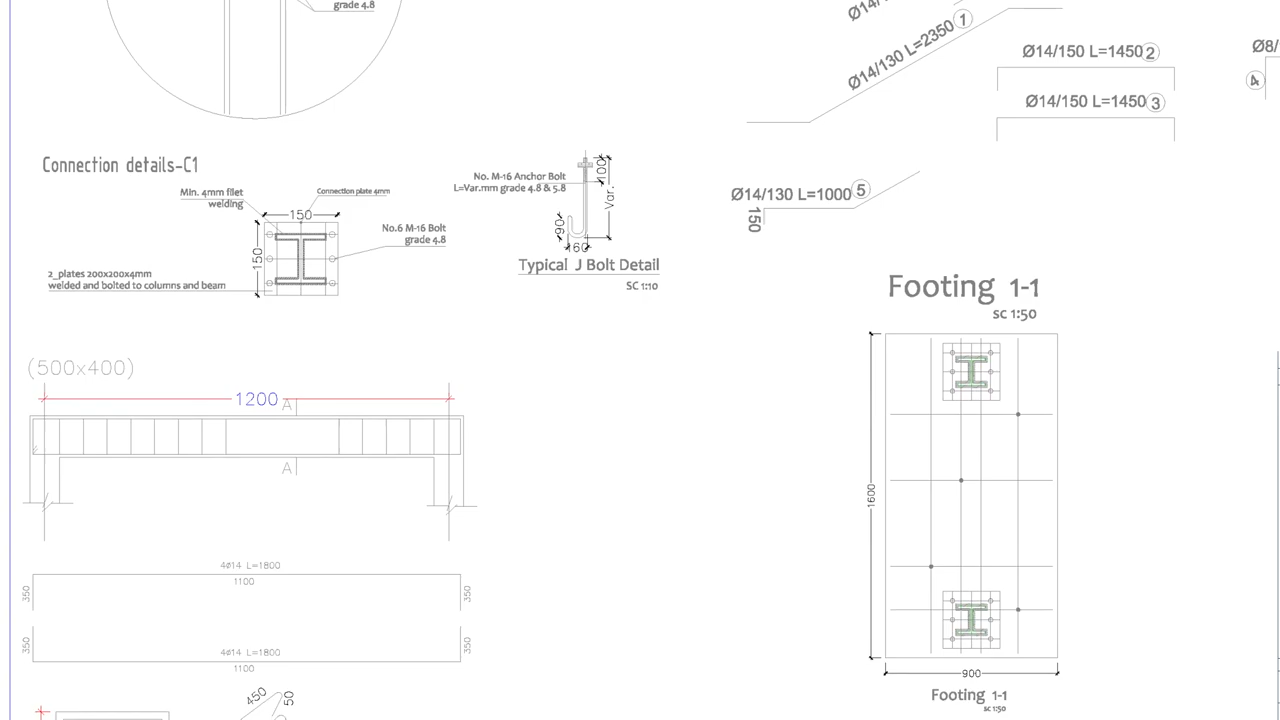 grade 4.8
Ø14/
Ø14/130 L=2350 1
Ø14/150 L=1450 2
Ø14/150 L=1450 3
Ø8/
4
Connection details-C1
Min. 4mm filet
welding
Connection plate 4mm
150
150
No.6 M-16 Bolt
grade 4.8
2_plates 200x200x4mm
welded and bolted to columns and beam
No. M-16 Anchor Bolt
L=Var.mm grade 4.8 & 5.8
100
Var.
90
160
Typical J Bolt Detail
SC 1:10
Ø14/130 L=1000 5
150
Footing 1-1
SC 1:50
(500x400)
1200
A
A
4ø14 L=1800
1100
350
350
4ø14 L=1800
1100
350
350
450
50
1600
900
Footing 1-1
SC 1:50